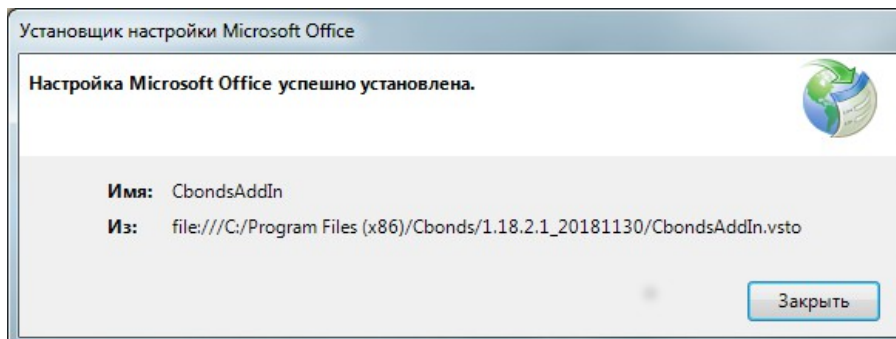 Установщик настройки Microsoft Office
Настройка Microsoft Office успешно установлена.
Имя: CbondsAddIn
Из: file:///C:/Program Files (x86)/Cbonds/1.18.2.1_20181130/CbondsAddIn.vsto
Закрыть